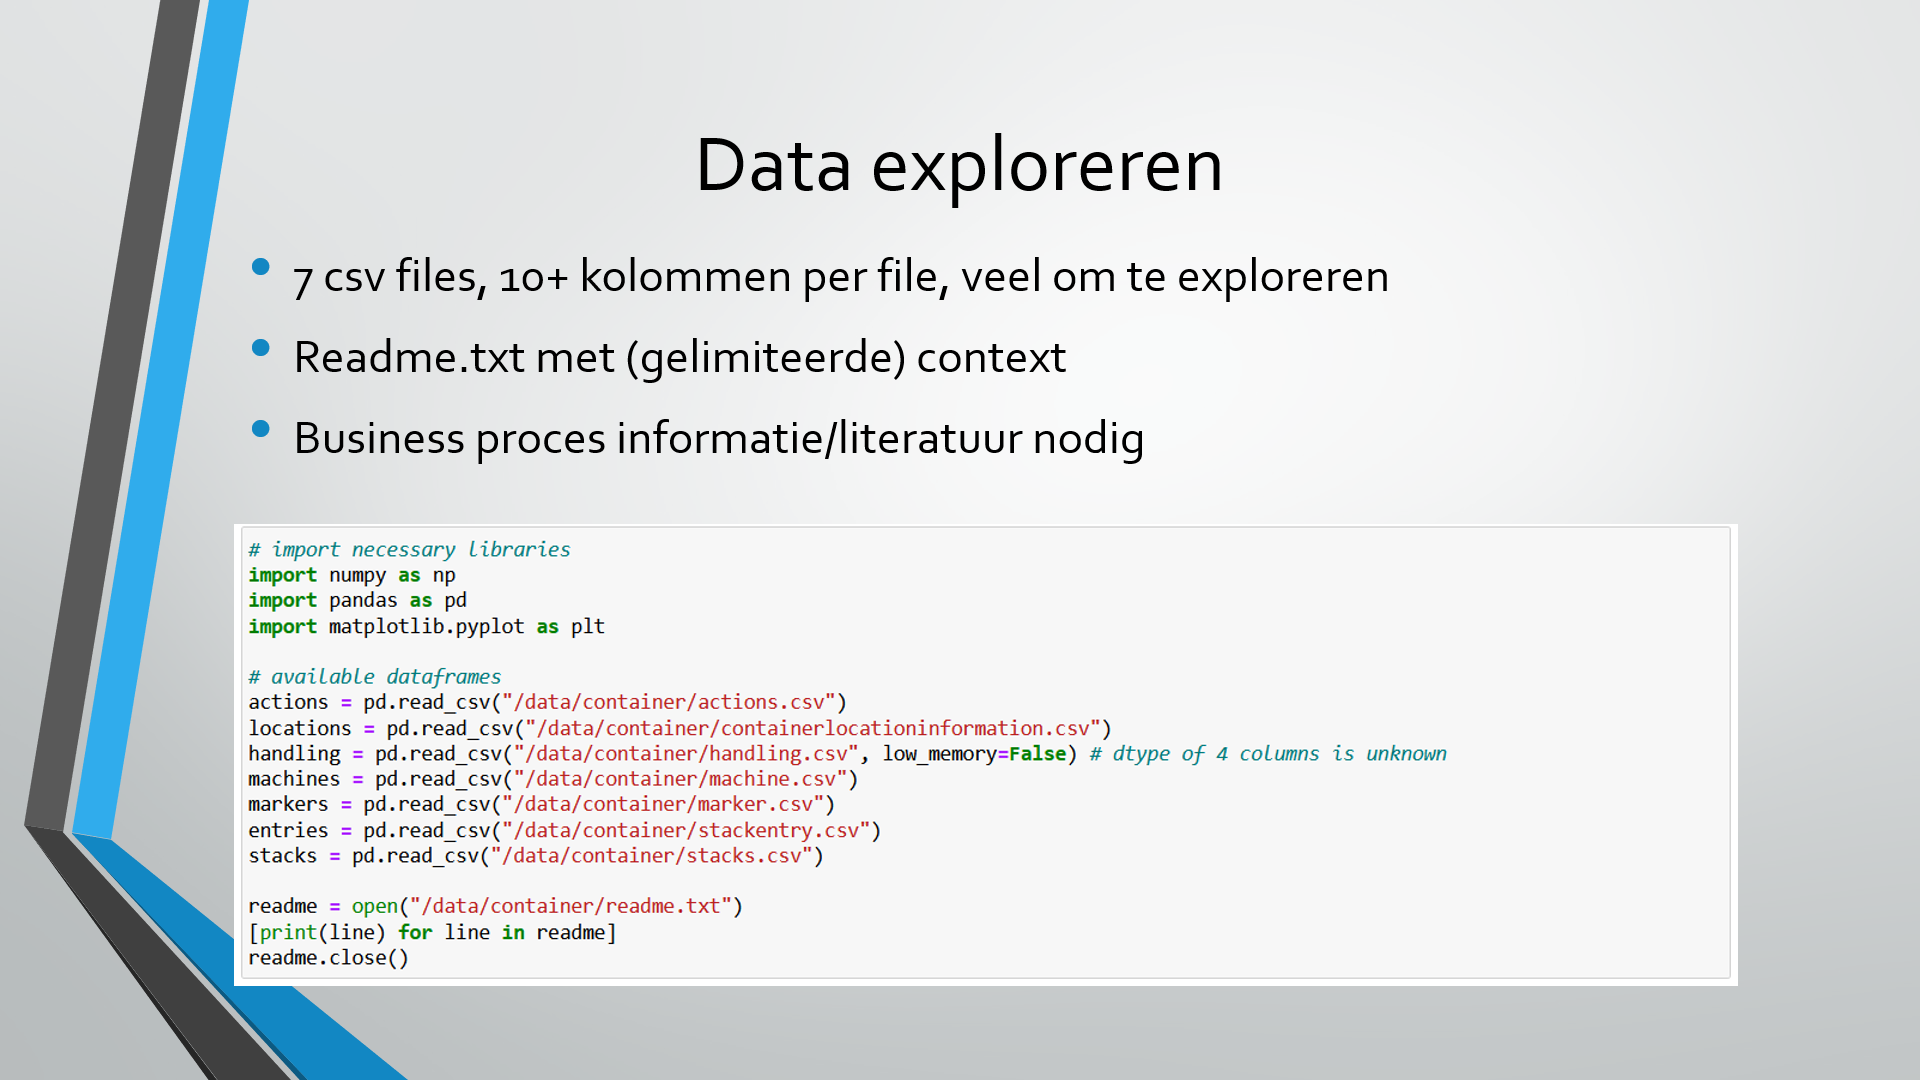 Data exploreren
• 7 csv files, 10+ kolommen per file, veel om te exploreren
• Readme.txt met (gelimiteerde) context
• Business proces informatie/literatuur nodig
# import necessary libraries
import numpy as np
import pandas as pd
import matplotlib.pyplot as plt
# available dataframes
actions = pd.read_csv("/data/container/actions.csv")
locations = pd.read_csv("/data/container/containerlocationinformation.csv")
handling = pd.read_csv("/data/container/handling.csv", low_memory=False) # dtype of 4 columns is unknown
machines = pd.read_csv("/data/container/machine.csv")
markers = pd.read_csv("/data/container/marker.csv")
entries = pd.read_csv("/data/container/stackentry.csv")
stacks = pd.read_csv("/data/container/stacks.csv")
readme = open("/data/container/readme.txt")
[print(line) for line in readme]
readme.close()